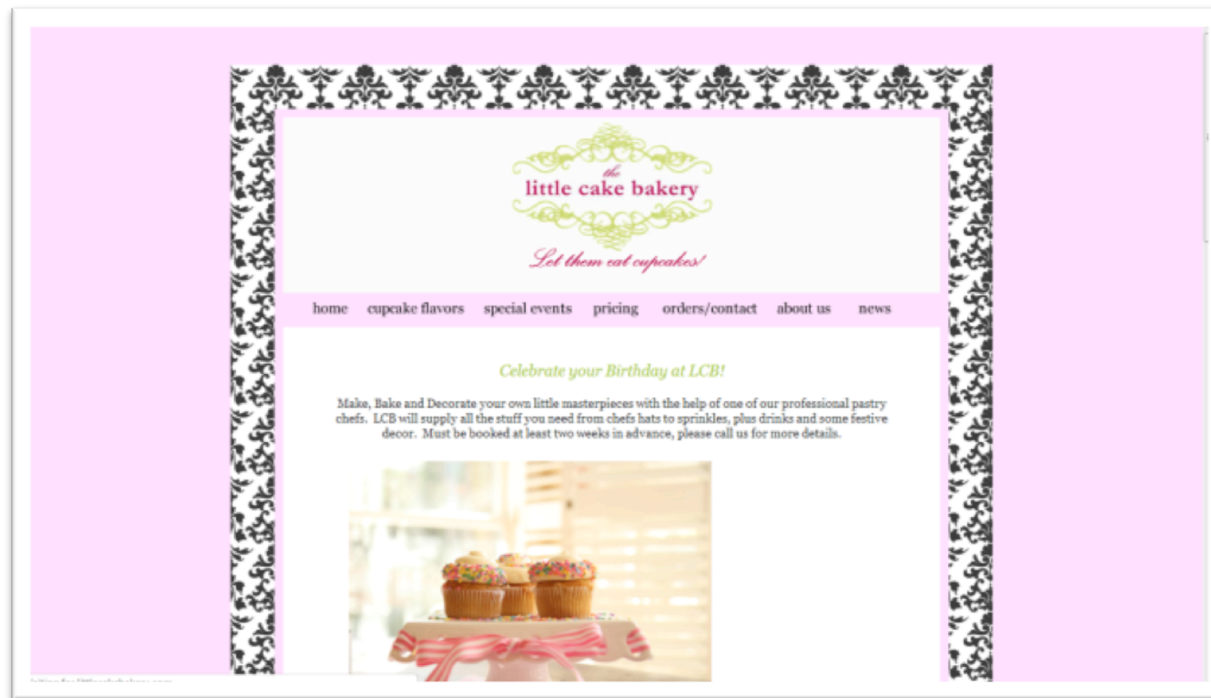 the
little cake bakery
Let them eat cupcakes!
home cupcake flavors special events pricing orders/contact about us news
Celebrate your Birthday at LCB!
Make, Bake and Decorate your own little masterpieces with the help of one of our professional pastry
chefs. LCB will supply all the stuff you need from chefs hats to sprinkles, plus drinks and some festive
decor. Must be booked at least two weeks in advance, please call us for more details.